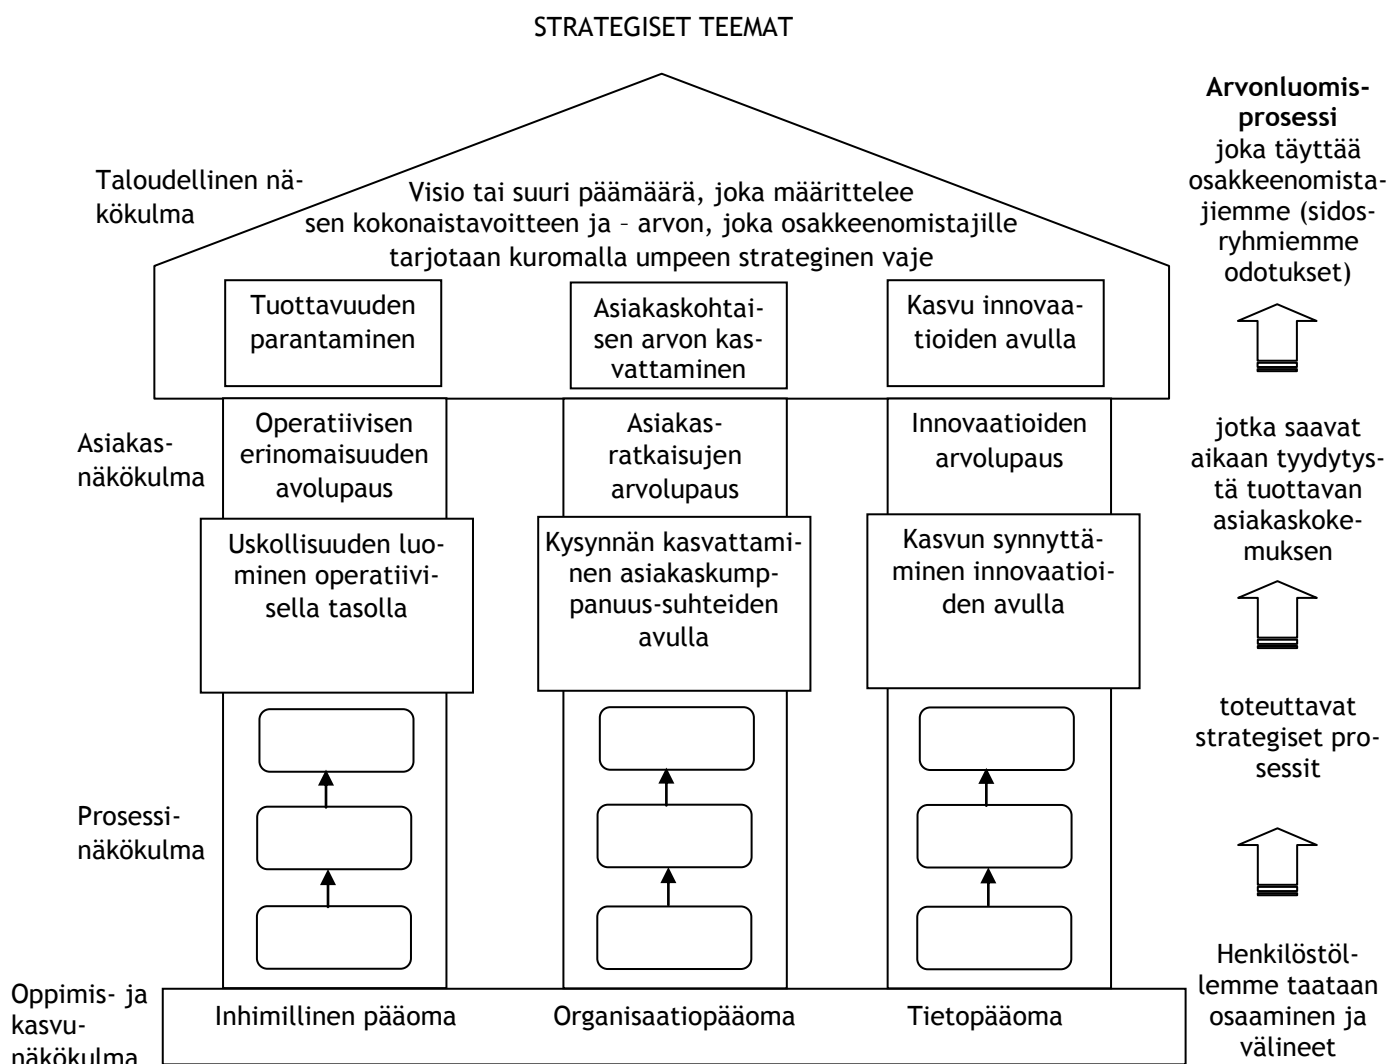 STRATEGISET TEEMAT
Arvonluomis-
prosessi
joka täyttää
osakkeenomista-
jiemme (sidos-
ryhmiemme
odotukset)
Taloudellinen nä-
kökulma
Visio tai suuri päämäärä, joka määrittelee
sen kokonaistavoitteen ja – arvon, joka osakkeenomistajille
tarjotaan kuromalla umpeen strateginen vaje
Tuottavuuden
parantaminen
Asiakaskohtai-
sen arvon kas-
vattaminen
Kasvu innovaa-
tioiden avulla
Asiakas-
näkökulma
Operatiivisen
erinomaisuuden
avolupaus
Asiakas-
ratkaisujen
arvolupaus
Innovaatioiden
arvolupaus
jotka saavat
aikaan tyydytys-
tä tuottavan
asiakaskoke-
muksen
Uskollisuuden luo-
minen operatiivi-
sella tasolla
Kysynnän kasvattami-
nen asiakaskump-
panuus-suhteiden
avulla
Kasvun synnyttä-
minen innovaatioi-
den avulla
toteuttavat
strategiset pro-
sessit
Prosessi-
näkökulma
Oppimis- ja
kasvu-
näkökulma
Inhimillinen pääoma
Organisaatiopääoma
Tietopääoma
Henkilöstöl-
lemme taataan
osaaminen ja
välineet